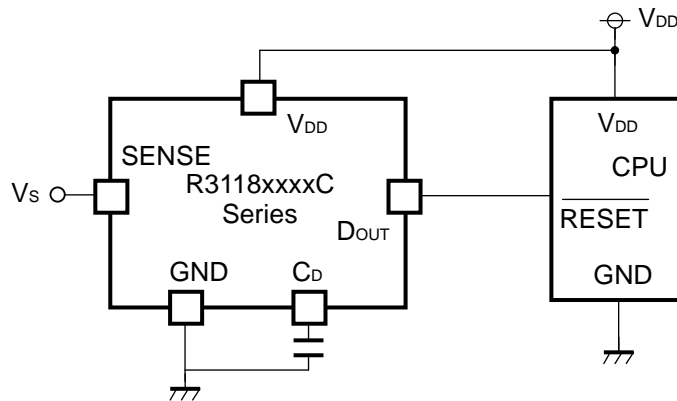 VDD
VDD
VDD
SENSE
CPU
R3118xxxxC
Series
VS
RESET
DOUT
GND
CD
GND